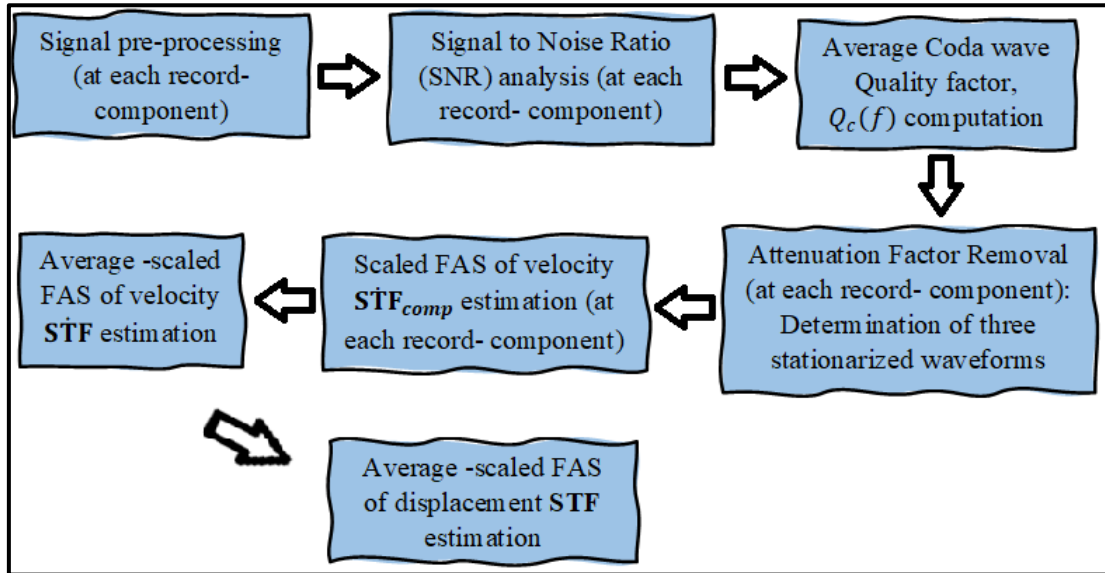 Signal pre-processing
(at each record-
component)
Signal to Noise Ratio
(SNR) analysis (at each
record- component)
Average Coda wave
Quality factor,
𝑄𝑐(𝑓) computation
Attenuation Factor Removal
(at each record- component):
Determination of three
stationarized waveforms
Scaled FAS of velocity
SṪF𝑐𝑜𝑚𝑝 estimation (at
each record- component)
Average -scaled
FAS of velocity
SṪF estimation
Average -scaled FAS
of displacement STF
estimation